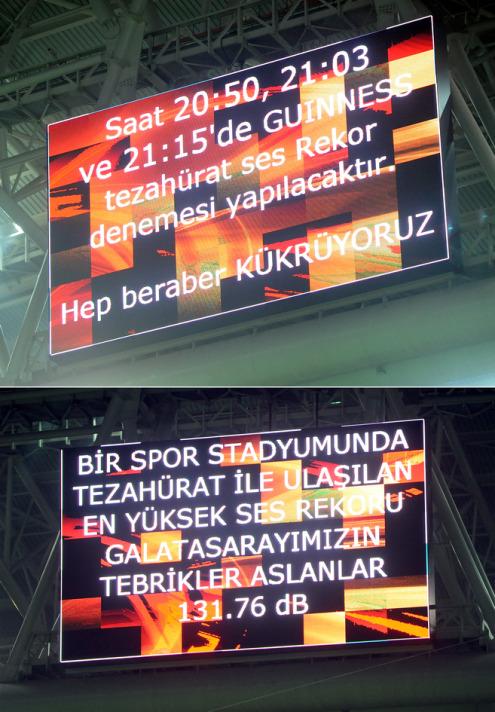 Saat 20:50, 21:03
ve 21:15'de GUINNESS
tezahürat ses Rekor
denemesi yapılacaktır.
Hep beraber KÜKRÜYORUZ
BİR SPOR STADYUMUNDA
TEZAHÜRAT İLE ULAŞILAN
EN YÜKSEK SES REKORU
GALATASARAYIMIZIN
TEBRİKLER ASLANLAR
131.76 dB